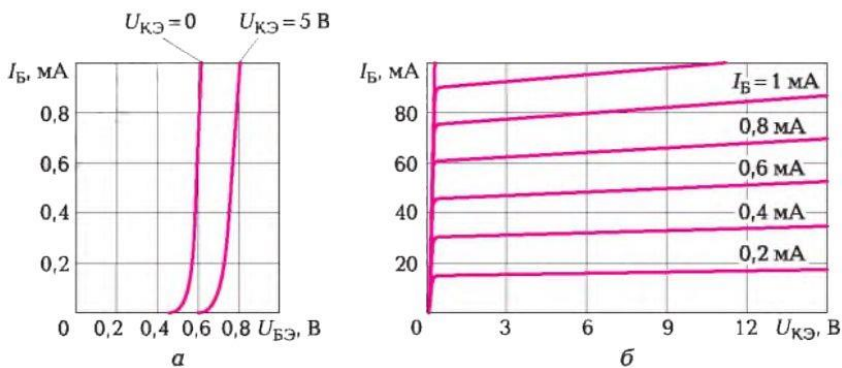 U_КЭ = 0 U_КЭ = 5 В
I_Б, мА
0,8
0,6
0,4
0,2
0 0,2 0,4 0,6 0,8 U_БЭ, В
а
I_Б, мА
80
60
40
20
I_Б = 1 мА
0,8 мА
0,6 мА
0,4 мА
0,2 мА
0 3 6 9 12 U_КЭ, В
б